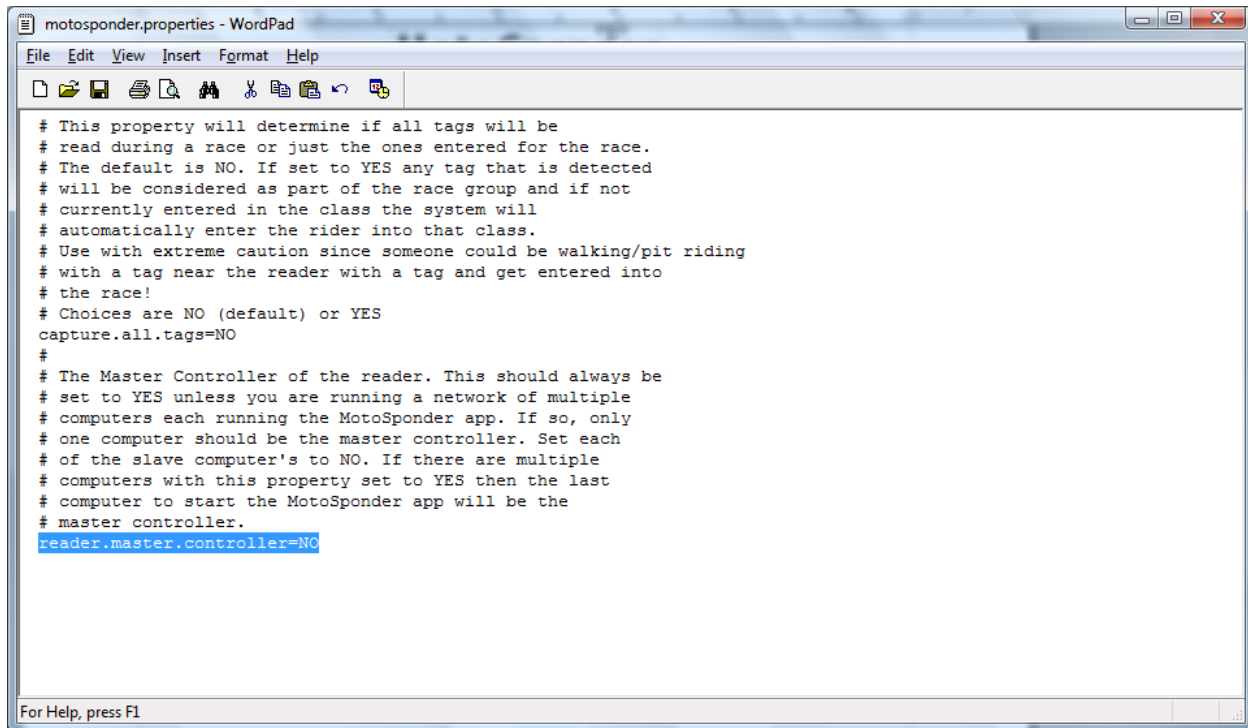 motosponder.properties - WordPad
File Edit View Insert Format Help
# This property will determine if all tags will be
# read during a race or just the ones entered for the race.
# The default is NO. If set to YES any tag that is detected
# will be considered as part of the race group and if not
# currently entered in the class the system will
# automatically enter the rider into that class.
# Use with extreme caution since someone could be walking/pit riding
# with a tag near the reader with a tag and get entered into
# the race!
# Choices are NO (default) or YES
capture.all.tags=NO
#
# The Master Controller of the reader. This should always be
# set to YES unless you are running a network of multiple
# computers each running the MotoSponder app. If so, only
# one computer should be the master controller. Set each
# of the slave computer's to NO. If there are multiple
# computers with this property set to YES then the last
# computer to start the MotoSponder app will be the
# master controller.
reader.master.controller=NO
For Help, press F1